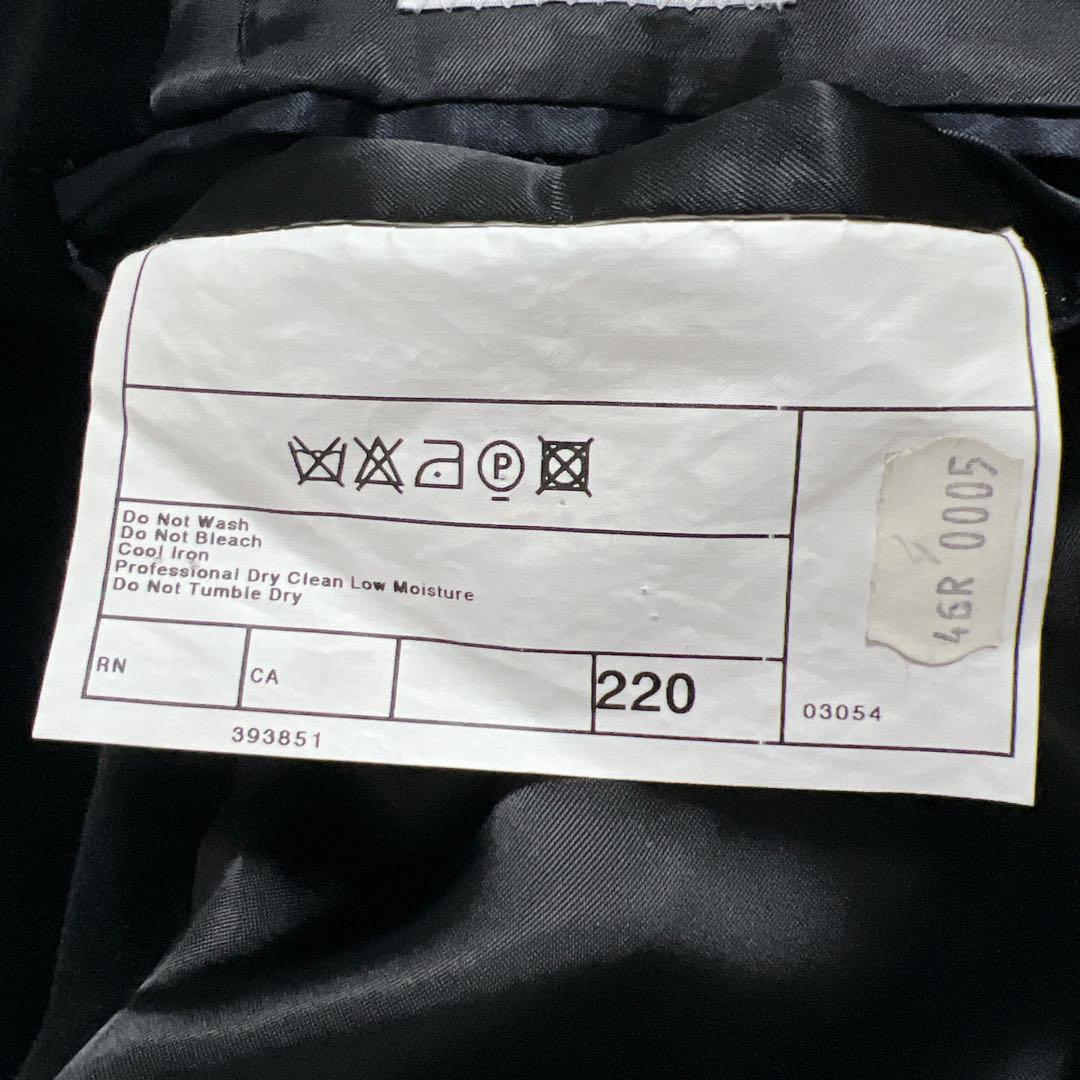 P
Do Not Wash
Do Not Bleach
Cool Iron
Professional Dry Clean Low Moisture
Do Not Tumble Dry
RN
CA
220
03054
393851
46R 0005